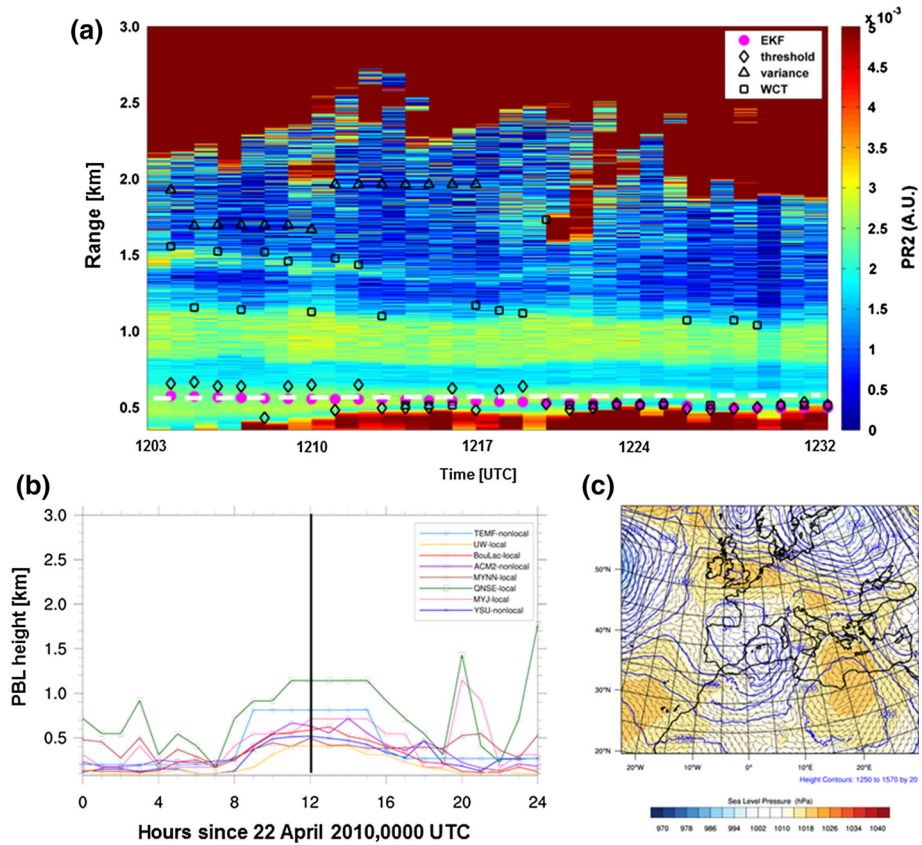 (a)
x 10⁻³
3.0
2.5
2.0
1.5
1.0
0.5
Range [km]
EKF
threshold
variance
WCT
5
4.5
4
3.5
3
2.5
2
1.5
1
0.5
0
PR2 (A.U.)
1203 1210 1217 1224 1232
Time [UTC]
(b)
3.0
2.5
2.0
1.5
1.0
0.5
PBL height [km]
TEMF-nonlocal
UW-local
BouLac-local
ACM2-nonlocal
MYNN-local
QNSE-local
MYJ-local
YSU-nonlocal
0 4 8 12 16 20 24
Hours since 22 April 2010,0000 UTC
(c)
50°N
40°N
30°N
20°N
20°W 10°W 0° 10°E 20°E
Height Contours: 1250 to 1570 by 20
Sea Level Pressure (hPa)
970 978 986 994 1002 1010 1018 1026 1034 1040